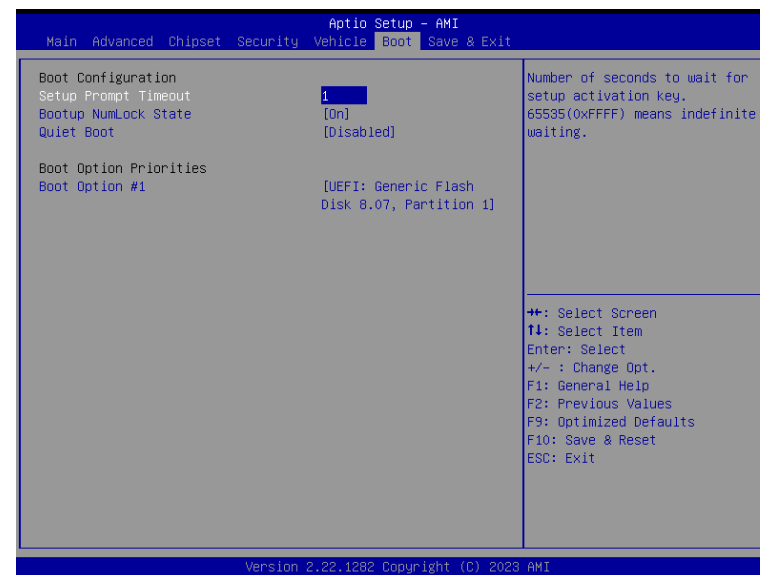 Aptio Setup – AMI
Main Advanced Chipset Security Vehicle Boot Save & Exit
Boot Configuration
Setup Prompt Timeout 1
Bootup NumLock State [On]
Quiet Boot [Disabled]
Boot Option Priorities
Boot Option #1 [UEFI: Generic Flash
Disk 8.07, Partition 1]
Number of seconds to wait for
setup activation key.
65535(0xFFFF) means indefinite
waiting.
→←: Select Screen
↑↓: Select Item
Enter: Select
+/- : Change Opt.
F1: General Help
F2: Previous Values
F9: Optimized Defaults
F10: Save & Reset
ESC: Exit
Version 2.22.1282 Copyright (C) 2023 AMI